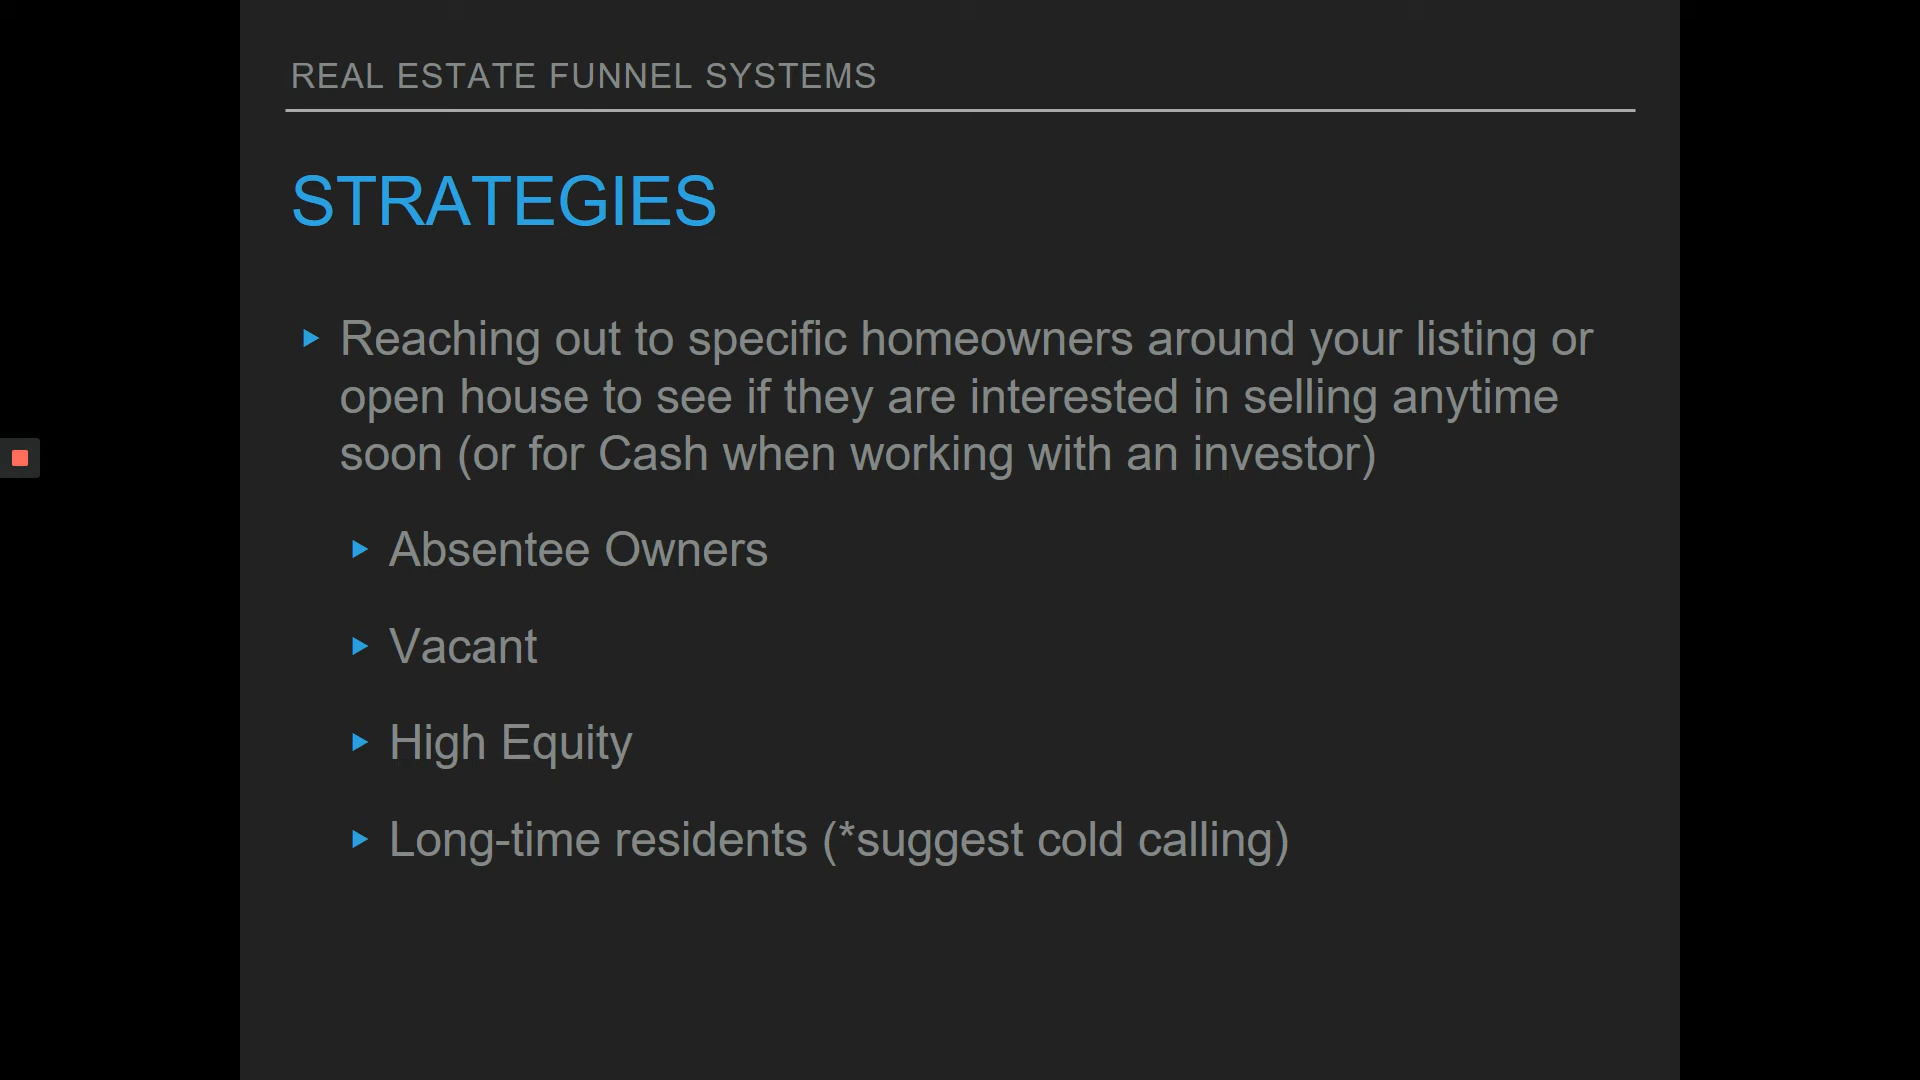 REAL ESTATE FUNNEL SYSTEMS
STRATEGIES
Reaching out to specific homeowners around your listing or
open house to see if they are interested in selling anytime
soon (or for Cash when working with an investor)
Absentee Owners
Vacant
High Equity
Long-time residents (*suggest cold calling)